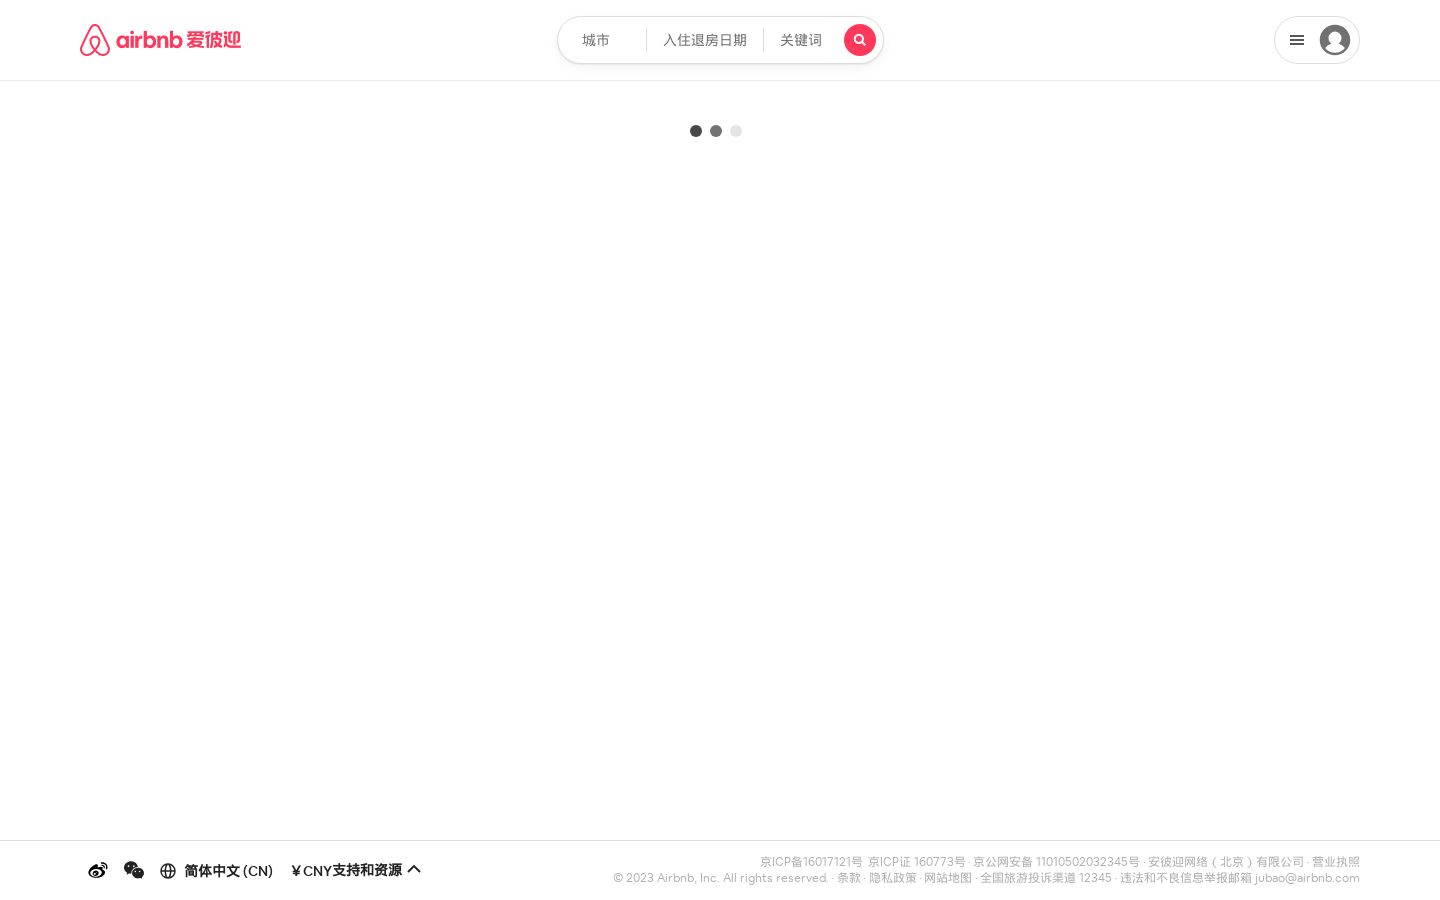 airbnb 爱彼迎
城市 入住退房日期 关键词
简体中文 (CN) ￥CNY 支持和资源
京ICP备16017121号 京ICP证 160773号 · 京公网安备 11010502032345号 · 安彼迎网络（北京）有限公司 · 营业执照
© 2023 Airbnb, Inc. All rights reserved. · 条款 · 隐私政策 · 网站地图 · 全国旅游投诉渠道 12345 · 违法和不良信息举报邮箱 jubao@airbnb.com